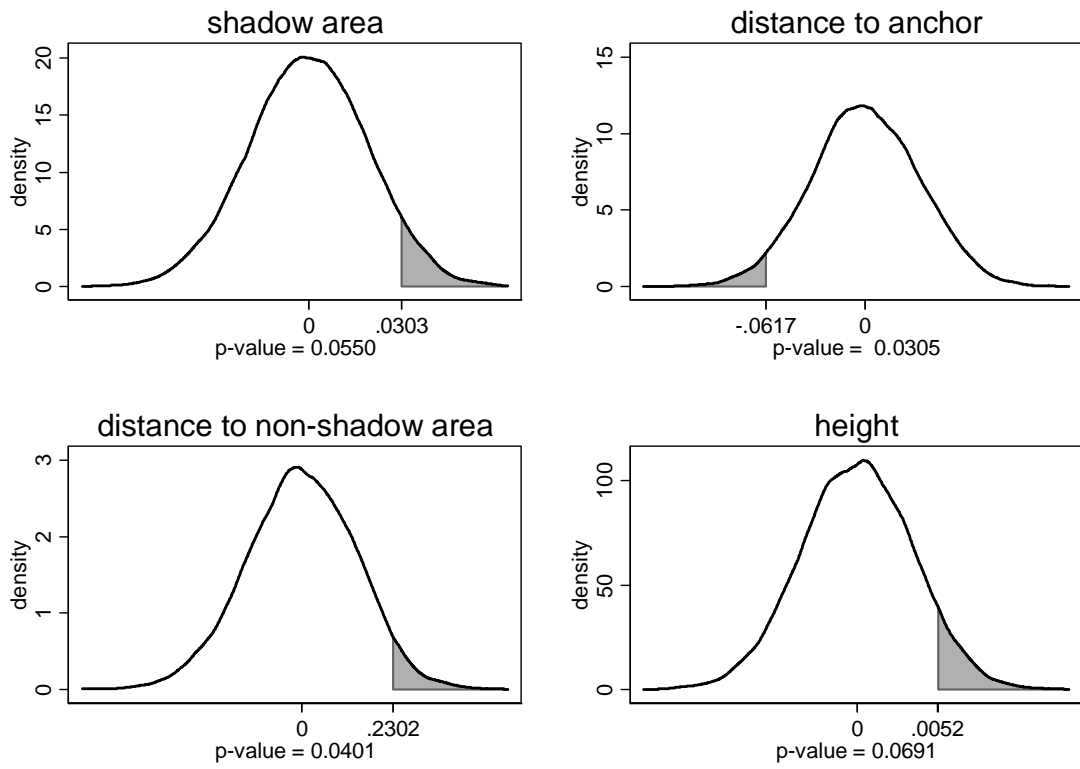 shadow area
20
15
10
5
0
density
0 .0303
p-value = 0.0550
distance to anchor
15
10
5
0
density
-.0617 0
p-value =  0.0305
distance to non-shadow area
3
2
1
0
density
0 .2302
p-value = 0.0401
height
100
50
0
density
0 .0052
p-value = 0.0691